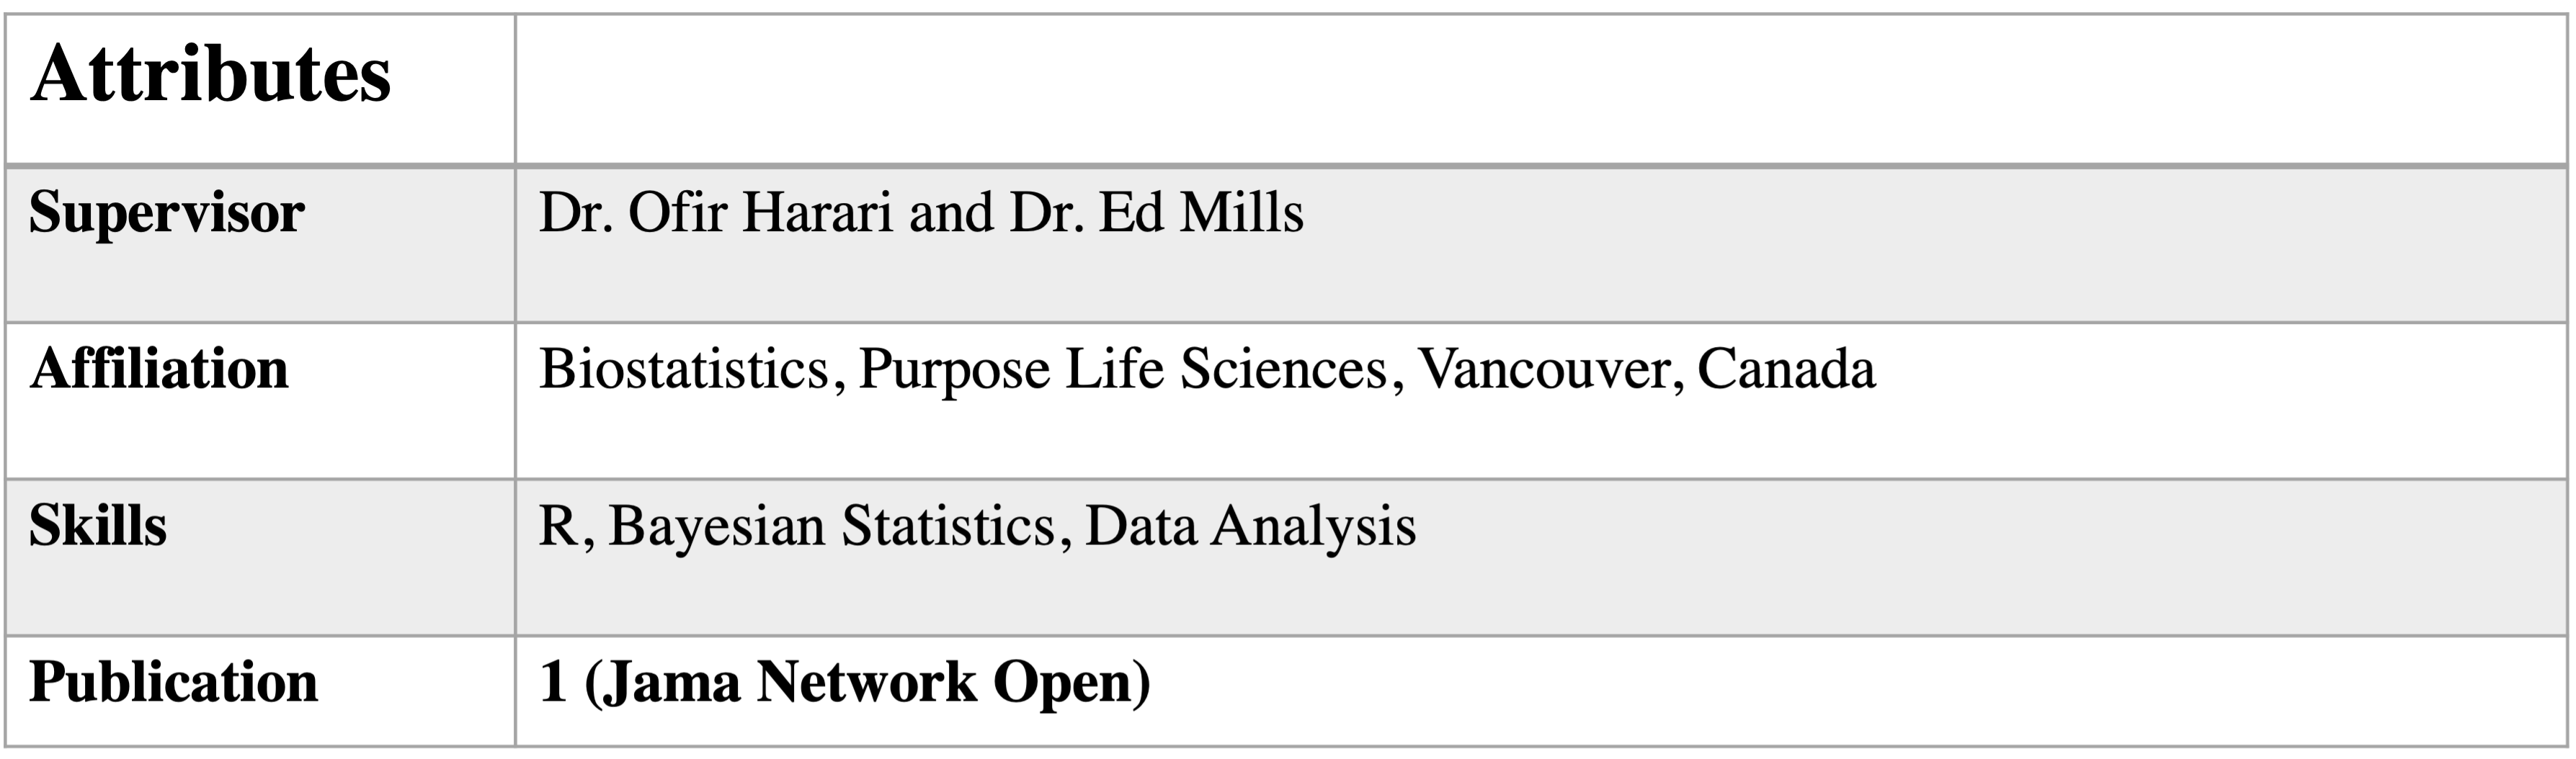 Attributes
Supervisor Dr. Ofir Harari and Dr. Ed Mills
Affiliation Biostatistics, Purpose Life Sciences, Vancouver, Canada
Skills R, Bayesian Statistics, Data Analysis
Publication 1 (Jama Network Open)